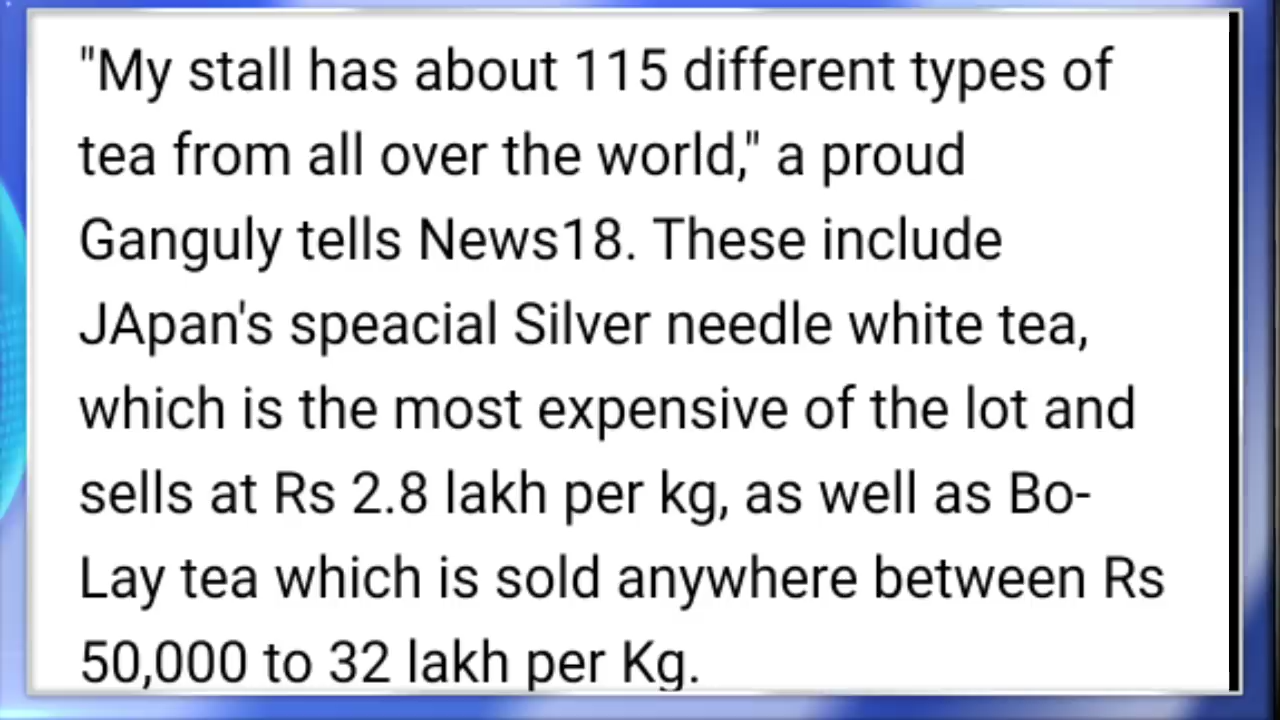 "My stall has about 115 different types of
tea from all over the world," a proud
Ganguly tells News18. These include
JApan's speacial Silver needle white tea,
which is the most expensive of the lot and
sells at Rs 2.8 lakh per kg, as well as Bo-
Lay tea which is sold anywhere between Rs
50,000 to 32 lakh per Kg.